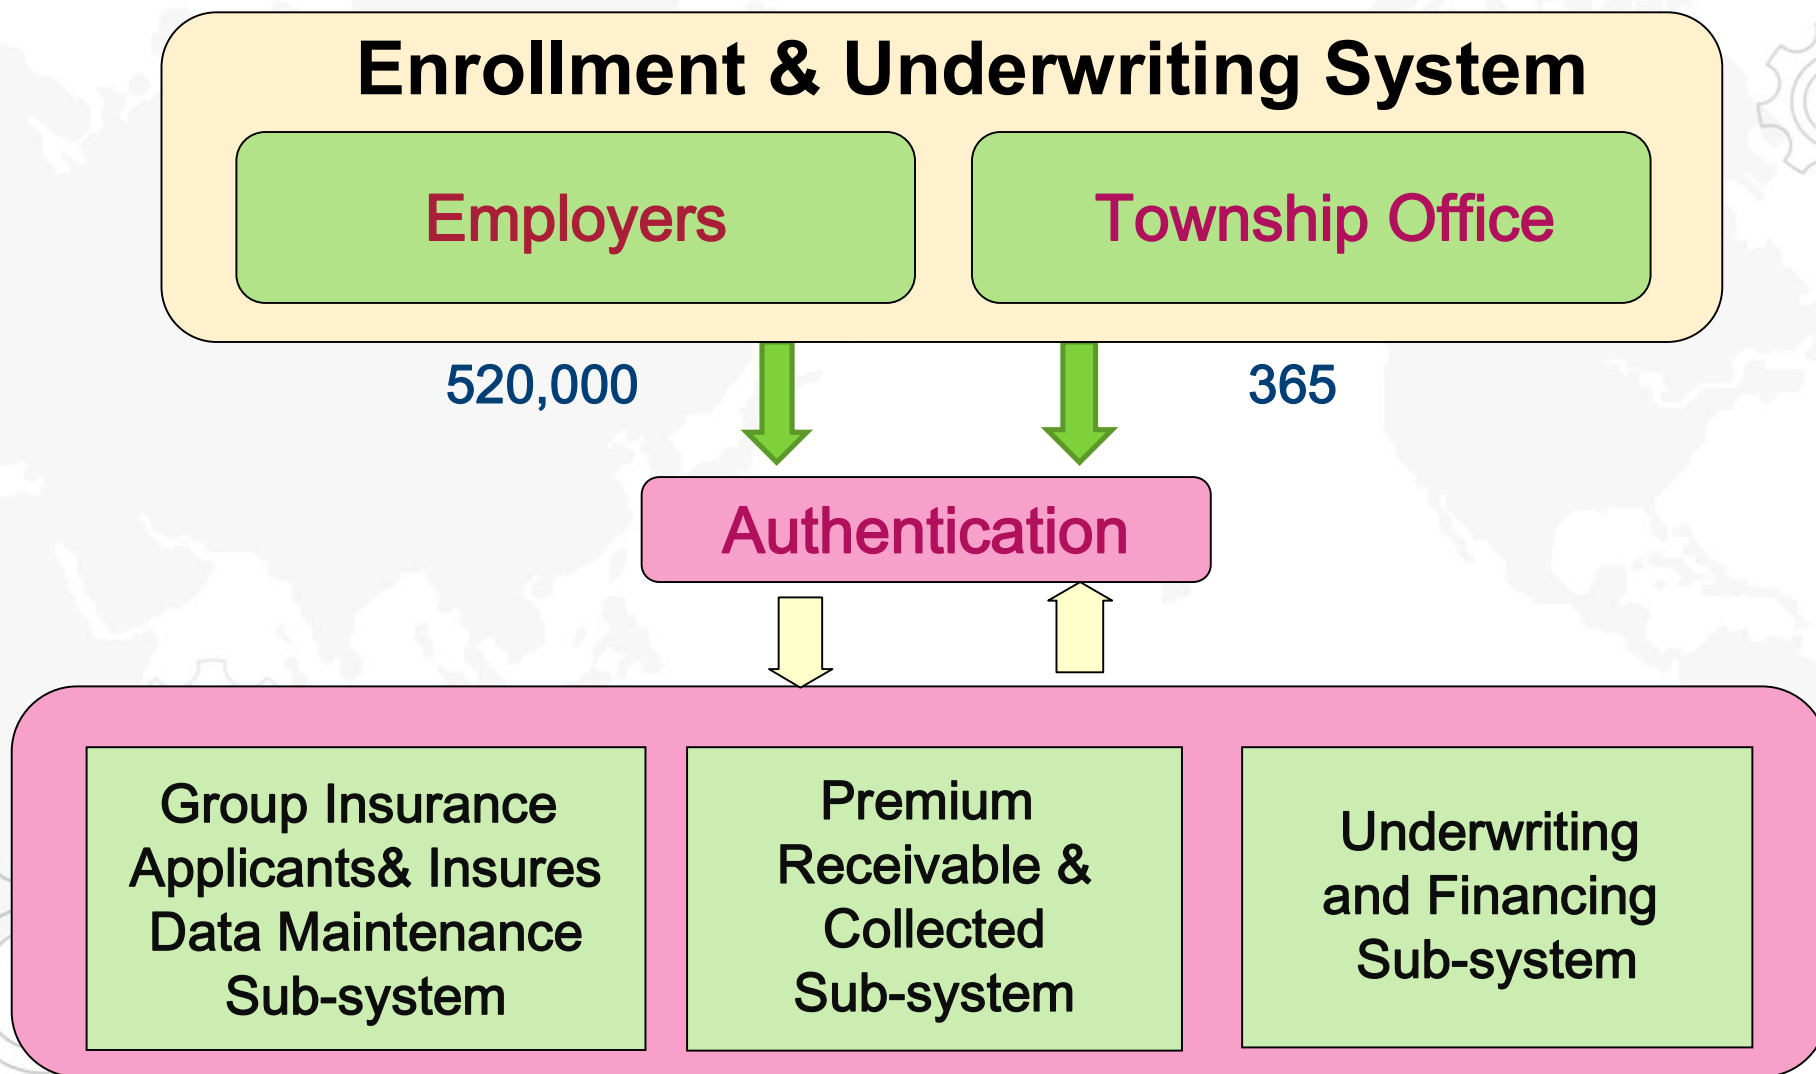 Enrollment & Underwriting System
Employers
Township Office
520,000
365
Authentication
Group Insurance
Applicants& Insures
Data Maintenance
Sub-system
Premium
Receivable &
Collected
Sub-system
Underwriting
and Financing
Sub-system